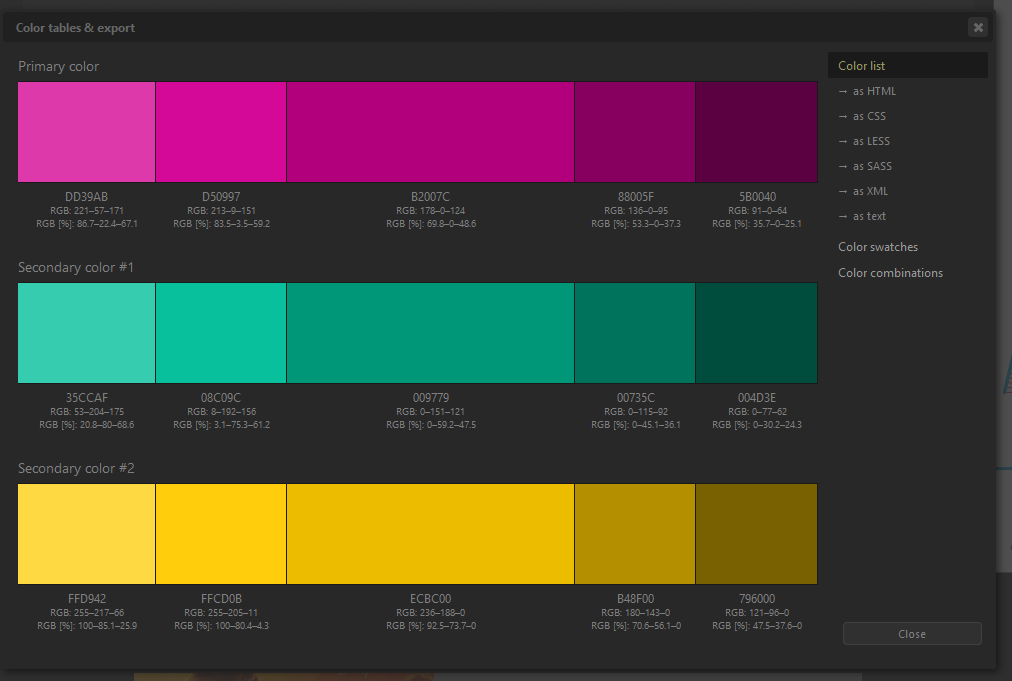 Color tables & export
Primary color
DD39AB D50997 B2007C 88005F 5B0040
RGB: 221–57–171 RGB: 213–9–151 RGB: 178–0–124 RGB: 136–0–95 RGB: 91–0–64
RGB [%]: 86.7–22.4–67.1 RGB [%]: 83.5–3.5–59.2 RGB [%]: 69.8–0–48.6 RGB [%]: 53.3–0–37.3 RGB [%]: 35.7–0–25.1
Secondary color #1
35CCAF 08C09C 009779 00735C 004D3E
RGB: 53–204–175 RGB: 8–192–156 RGB: 0–151–121 RGB: 0–115–92 RGB: 0–77–62
RGB [%]: 20.8–80–68.6 RGB [%]: 3.1–75.3–61.2 RGB [%]: 0–59.2–47.5 RGB [%]: 0–45.1–36.1 RGB [%]: 0–30.2–24.3
Secondary color #2
FFD942 FFCD0B ECBC00 B48F00 796000
RGB: 255–217–66 RGB: 255–205–11 RGB: 236–188–0 RGB: 180–143–0 RGB: 121–96–0
RGB [%]: 100–85.1–25.9 RGB [%]: 100–80.4–4.3 RGB [%]: 92.5–73.7–0 RGB [%]: 70.6–56.1–0 RGB [%]: 47.5–37.6–0
Color list
→ as HTML
→ as CSS
→ as LESS
→ as SASS
→ as XML
→ as text
Color swatches
Color combinations
Close